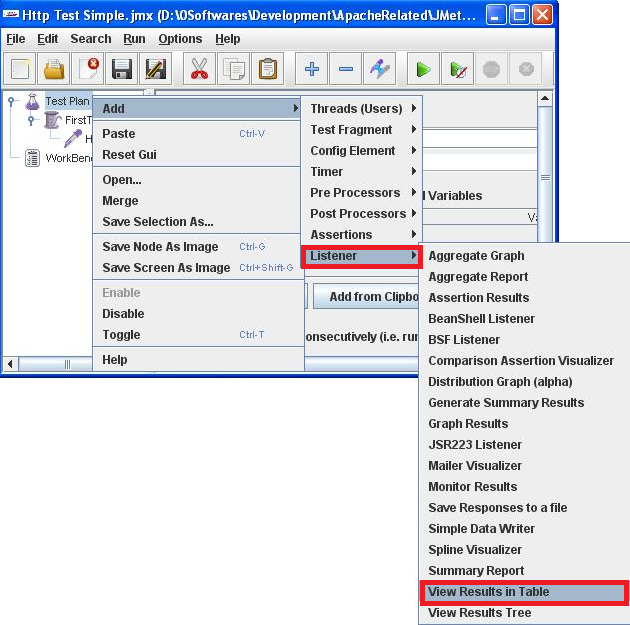 Http Test Simple.jmx (D:\0Softwares\Development\ApacheRelated\JMet...
File Edit Search Run Options Help
Test Plan
FirstT
H
WorkBen
Add
Paste Ctrl-V
Reset Gui
Open...
Merge
Save Selection As...
Save Node As Image Ctrl-G
Save Screen As Image Ctrl+Shift-G
Enable
Disable
Toggle Ctrl-T
Help
Threads (Users)
Test Fragment
Config Element
Timer
Pre Processors
Post Processors
Assertions
Listener
d Variables
Va
Add from Clipbo
onsecutively (i.e. rur
Aggregate Graph
Aggregate Report
Assertion Results
BeanShell Listener
BSF Listener
Comparison Assertion Visualizer
Distribution Graph (alpha)
Generate Summary Results
Graph Results
JSR223 Listener
Mailer Visualizer
Monitor Results
Save Responses to a file
Simple Data Writer
Spline Visualizer
Summary Report
View Results in Table
View Results Tree